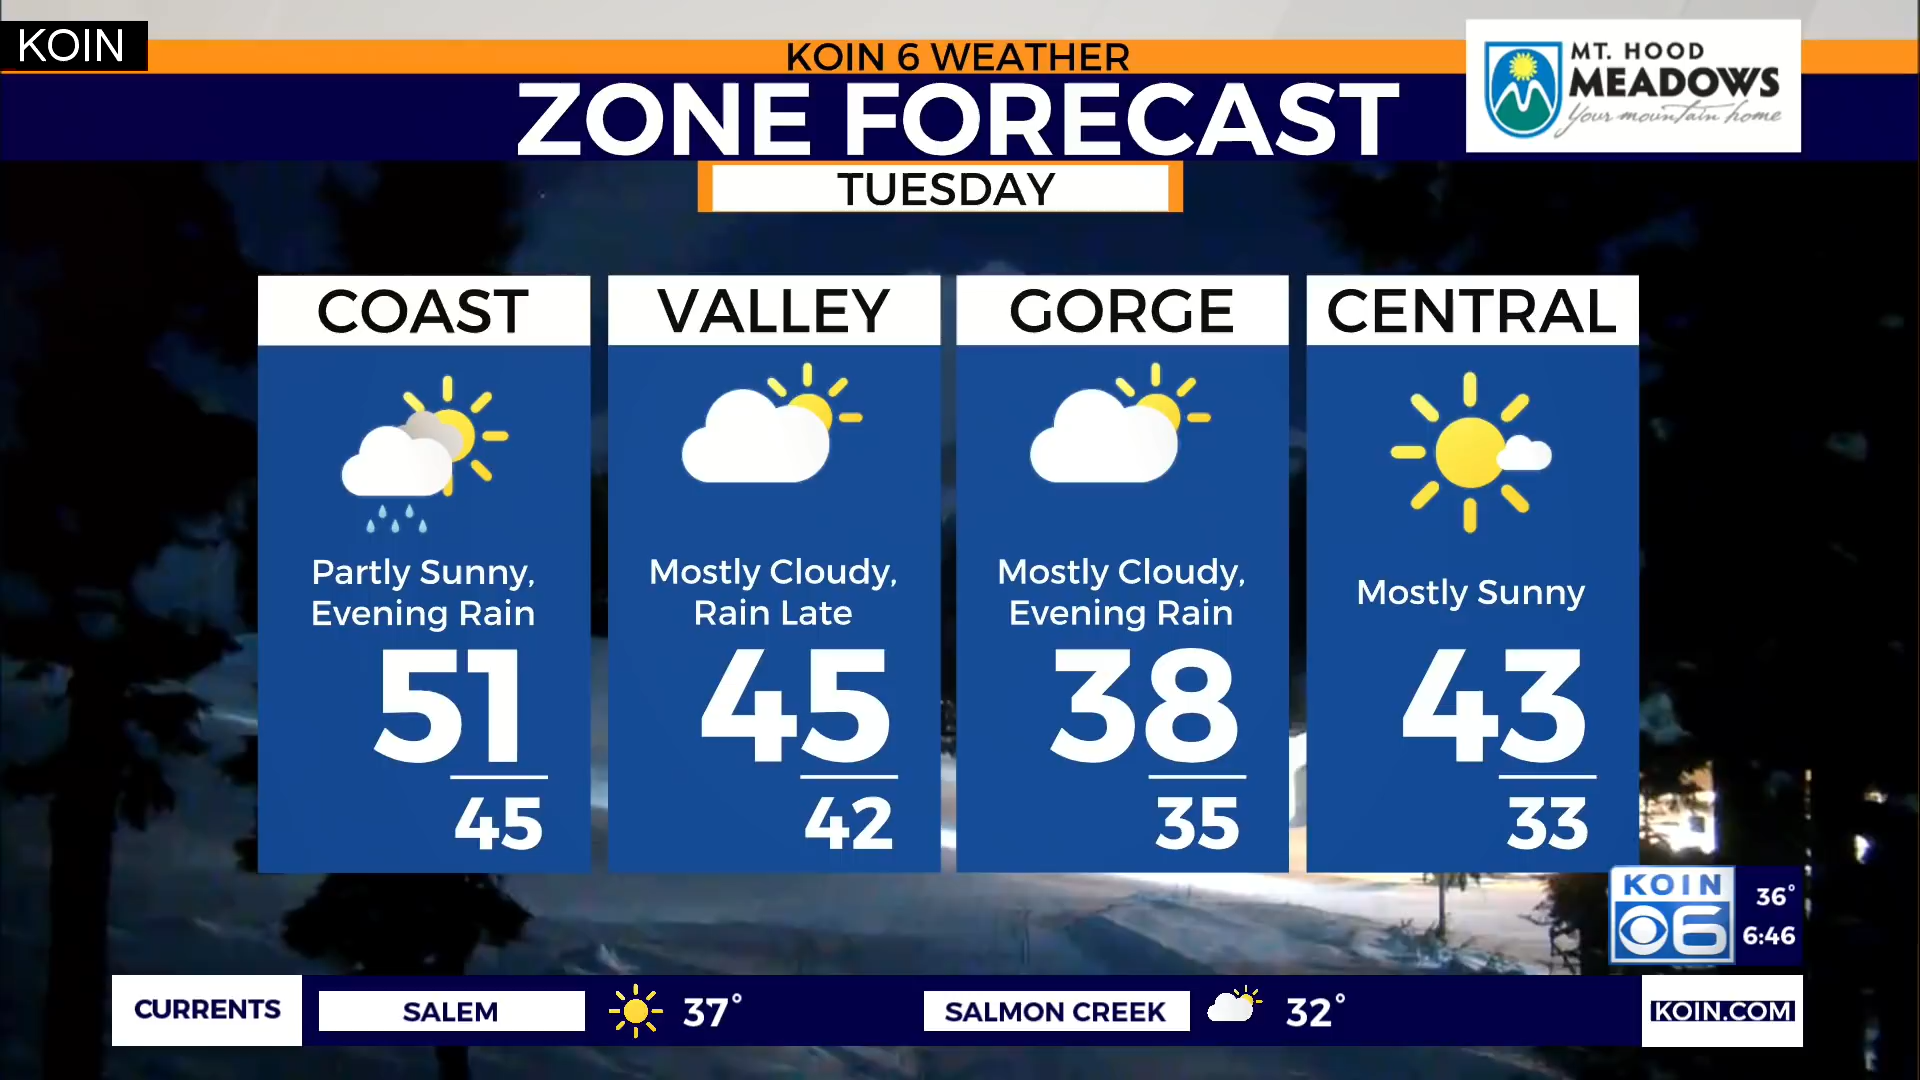 KOIN
KOIN 6 WEATHER
ZONE FORECAST
MT. HOOD
MEADOWS
Your mountain home
TUESDAY
COAST
Partly Sunny,
Evening Rain
51
45
VALLEY
Mostly Cloudy,
Rain Late
45
42
GORGE
Mostly Cloudy,
Evening Rain
38
35
CENTRAL
Mostly Sunny
43
33
KOIN
6
36°
6:46
CURRENTS
SALEM 37°
SALMON CREEK 32°
KOIN.COM